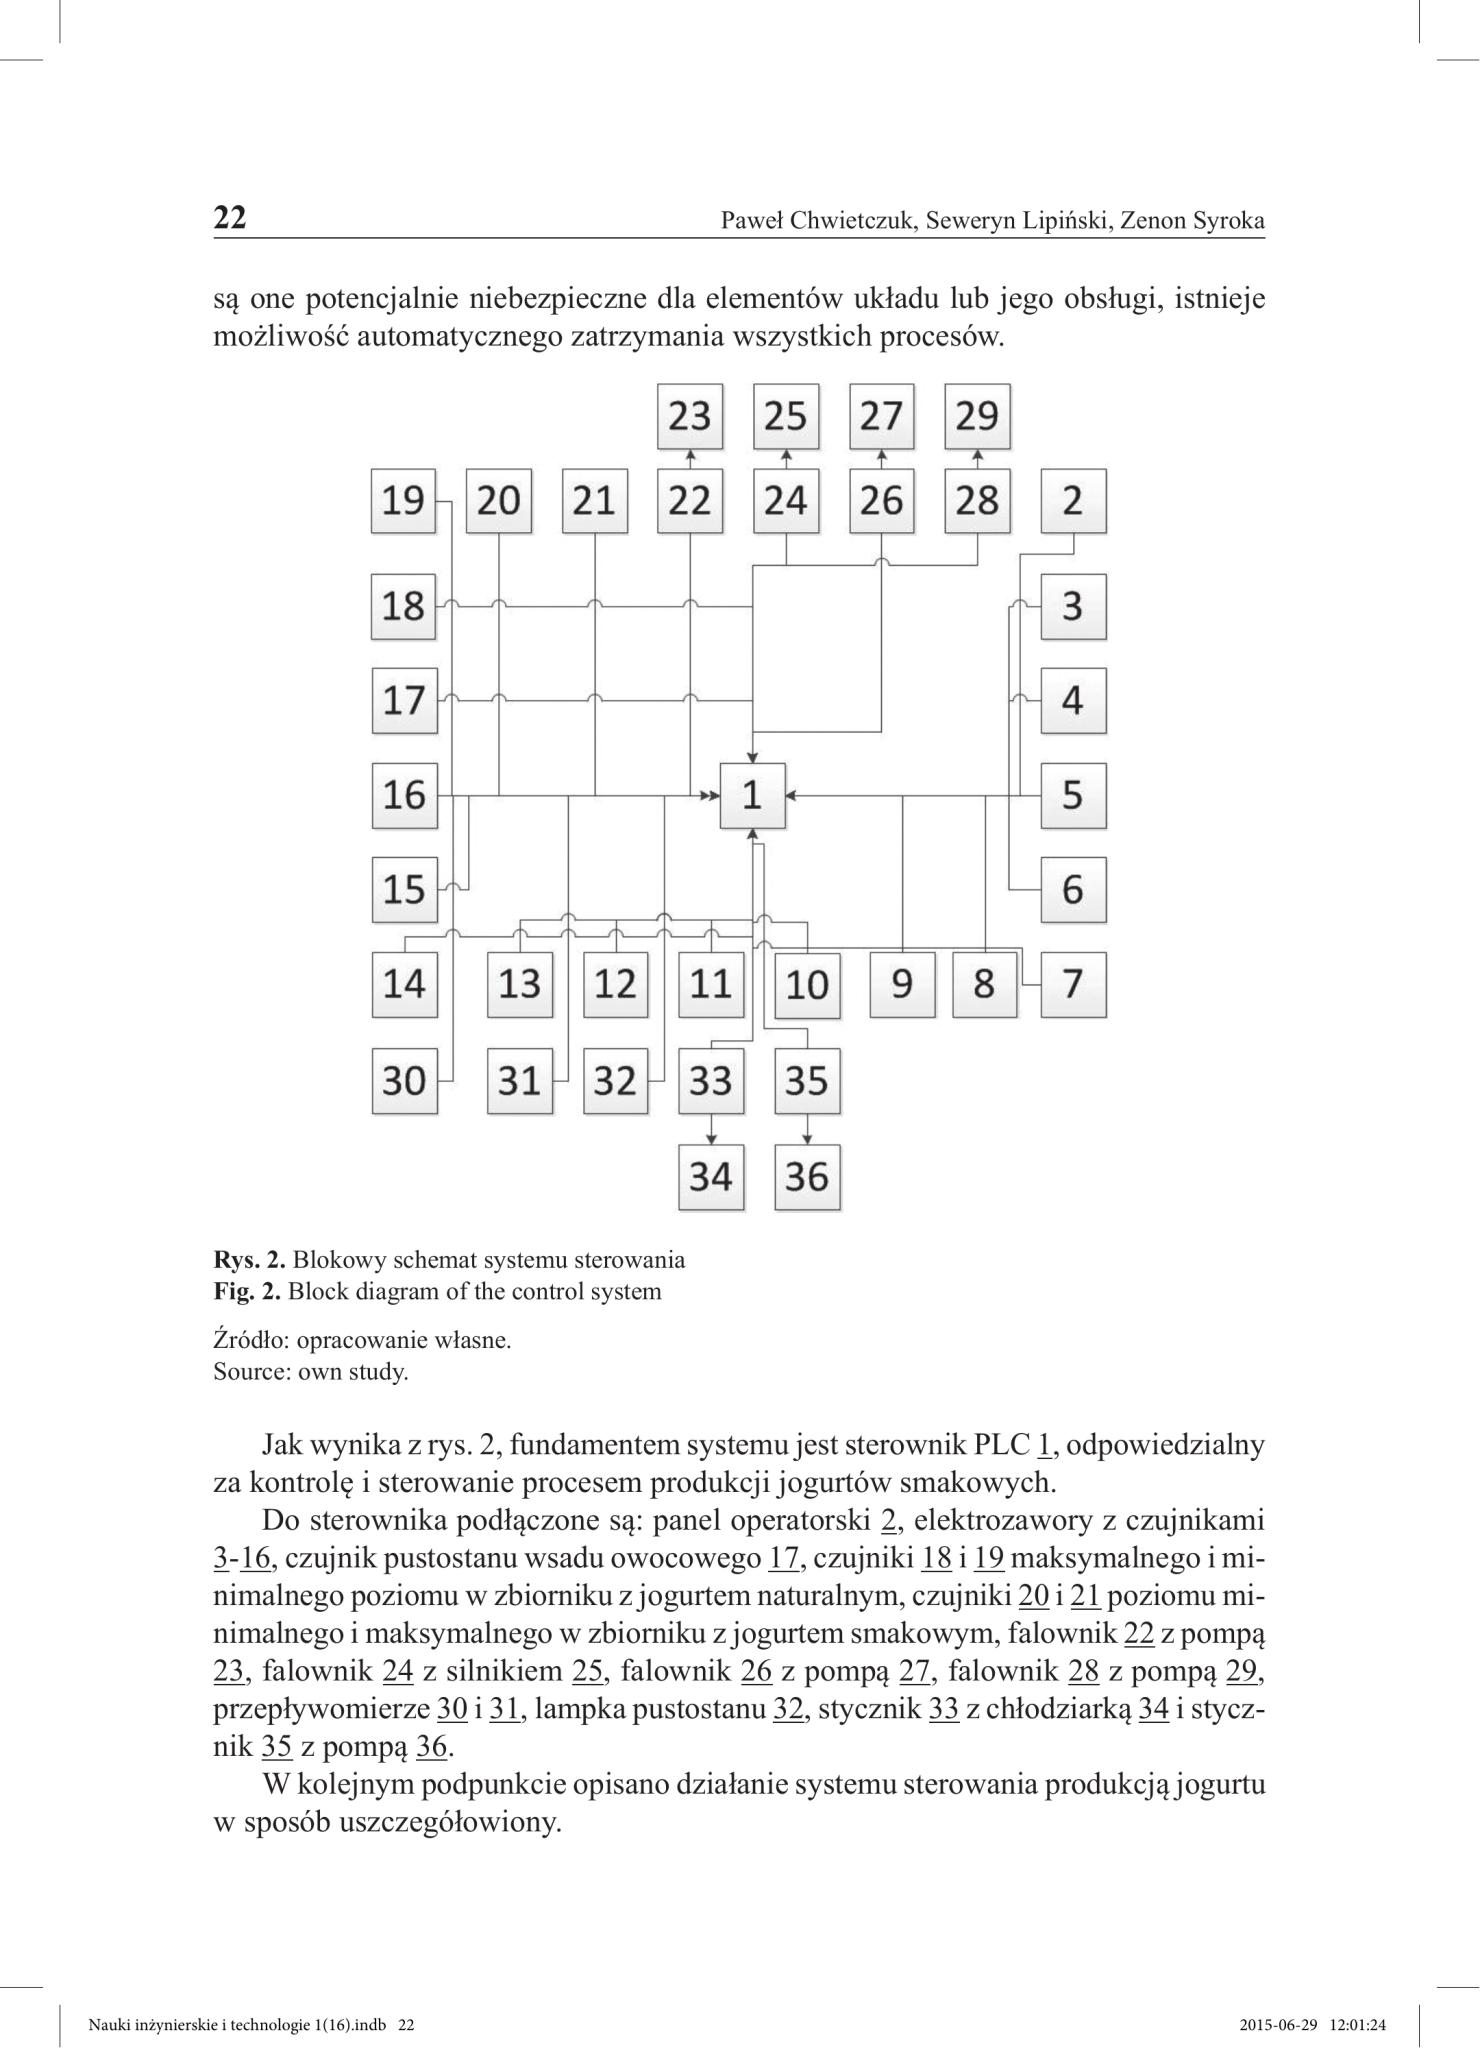 22
Paweł Chwietczuk, Seweryn Lipiński, Zenon Syroka
są one potencjalnie niebezpieczne dla elementów układu lub jego obsługi, istnieje
możliwość automatycznego zatrzymania wszystkich procesów.
23 25 27 29
19 20 21 22 24 26 28 2
18 3
17 4
16 1 5
15 6
14 13 12 11 10 9 8 7
30 31 32 33 35
34 36
Rys. 2. Blokowy schemat systemu sterowania
Fig. 2. Block diagram of the control system
Źródło: opracowanie własne.
Source: own study.
Jak wynika z rys. 2, fundamentem systemu jest sterownik PLC 1, odpowiedzialny
za kontrolę i sterowanie procesem produkcji jogurtów smakowych.
Do sterownika podłączone są: panel operatorski 2, elektrozawory z czujnikami
3-16, czujnik pustostanu wsadu owocowego 17, czujniki 18 i 19 maksymalnego i mi-
nimalnego poziomu w zbiorniku z jogurtem naturalnym, czujniki 20 i 21 poziomu mi-
nimalnego i maksymalnego w zbiorniku z jogurtem smakowym, falownik 22 z pompą
23, falownik 24 z silnikiem 25, falownik 26 z pompą 27, falownik 28 z pompą 29,
przepływomierze 30 i 31, lampka pustostanu 32, stycznik 33 z chłodziarką 34 i stycz-
nik 35 z pompą 36.
W kolejnym podpunkcie opisano działanie systemu sterowania produkcją jogurtu
w sposób uszczegółowiony.
Nauki inżynierskie i technologie 1(16).indb 22
2015-06-29 12:01:24